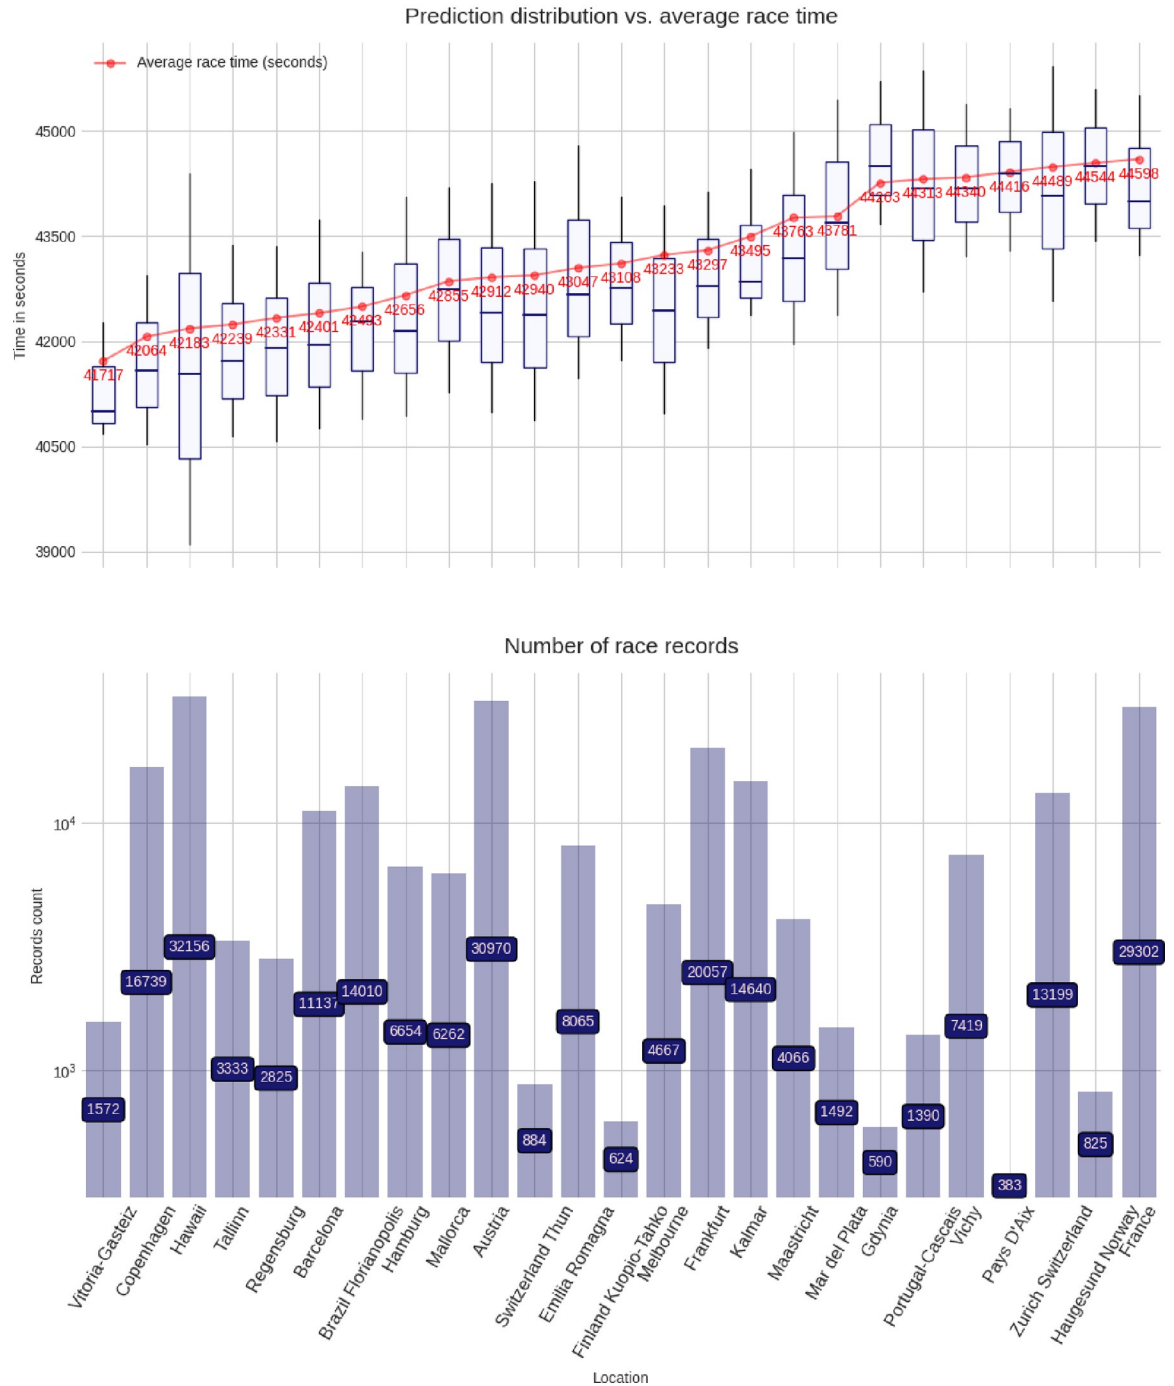 Prediction distribution vs. average race time
Average race time (seconds)
Time in seconds
45000
43500
42000
40500
39000
41717
42064
42183
42239
42331
42401
42493
42656
42855
42912
42940
43047
43108
43233
43297
43495
43763
43781
44263
44313
44340
44416
44489
44544
44598
Number of race records
Records count
10⁴
10³
1572
16739
32156
3333
2825
11137
14010
6654
6262
30970
884
8065
624
4667
20057
14640
4066
1492
590
1390
7419
383
13199
825
29302
Vitoria-Gasteiz
Copenhagen
Hawaii
Tallinn
Regensburg
Barcelona
Brazil Florianopolis
Hamburg
Mallorca
Austria
Switzerland Thun
Emilia Romagna
Finland Kuopio-Tahko
Melbourne
Frankfurt
Kalmar
Maastricht
Mar del Plata
Gdynia
Portugal-Cascais
Vichy
Pays D'Aix
Zurich Switzerland
Haugesund Norway
France
Location